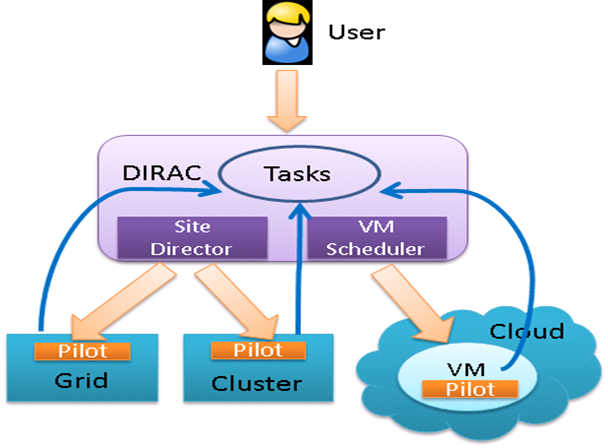 User
DIRAC
Tasks
Site
Director
VM
Scheduler
Pilot
Grid
Pilot
Cluster
Cloud
VM
Pilot